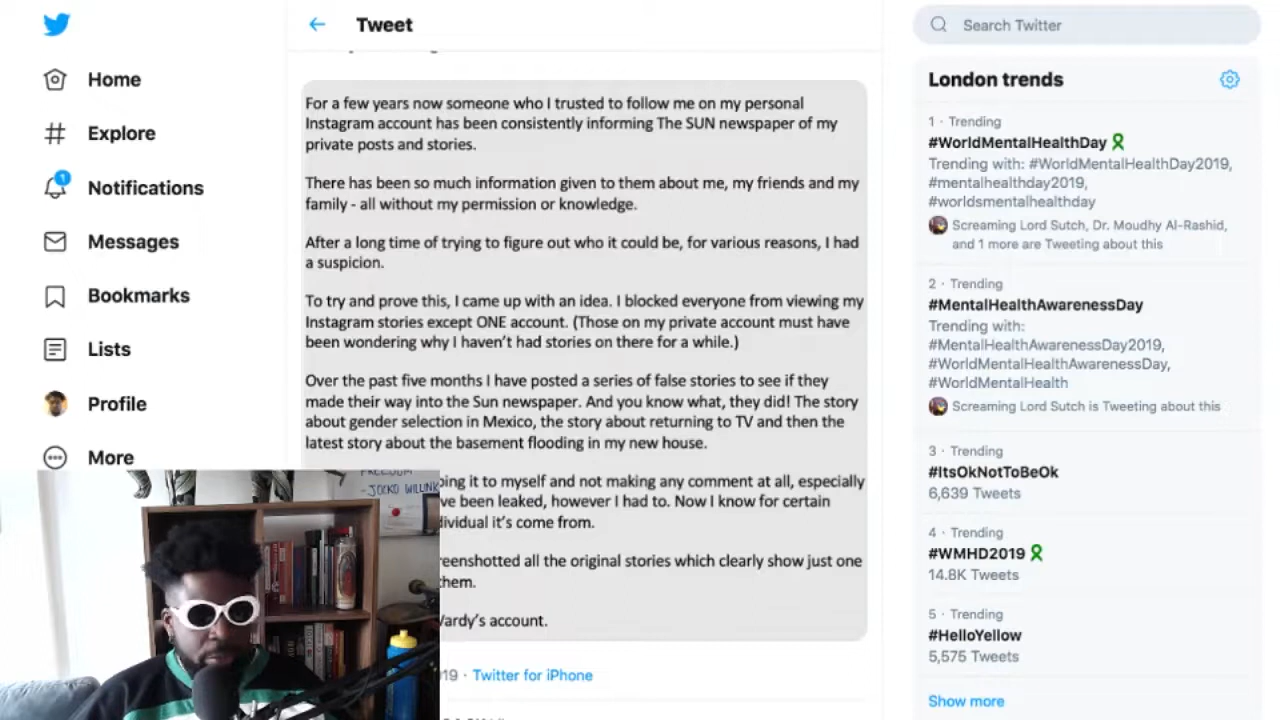 Home
Explore
1
Notifications
Messages
Bookmarks
Lists
Profile
More
Tweet
For a few years now someone who I trusted to follow me on my personal
Instagram account has been consistently informing The SUN newspaper of my
private posts and stories.
There has been so much information given to them about me, my friends and my
family - all without my permission or knowledge.
After a long time of trying to figure out who it could be, for various reasons, I had
a suspicion.
To try and prove this, I came up with an idea. I blocked everyone from viewing my
Instagram stories except ONE account. (Those on my private account must have
been wondering why I haven't had stories on there for a while.)
Over the past five months I have posted a series of false stories to see if they
made their way into the Sun newspaper. And you know what, they did! The story
about gender selection in Mexico, the story about returning to TV and then the
latest story about the basement flooding in my new house.
ing it to myself and not making any comment at all, especially
ve been leaked, however I had to. Now I know for certain
dividual it's come from.
eenshotted all the original stories which clearly show just one
them.
Vardy's account.
19 · Twitter for iPhone
FREEDOM
-JOCKO WILLINK
Search Twitter
London trends
1 · Trending
#WorldMentalHealthDay
Trending with: #WorldMentalHealthDay2019,
#mentalhealthday2019,
#worldsmentalhealthday
Screaming Lord Sutch, Dr. Moudhy Al-Rashid,
and 1 more are Tweeting about this
2 · Trending
#MentalHealthAwarenessDay
Trending with:
#MentalHealthAwarenessDay2019,
#WorldMentalHealthAwarenessDay,
#WorldMentalHealth
Screaming Lord Sutch is Tweeting about this
3 · Trending
#ItsOkNotToBeOk
6,639 Tweets
4 · Trending
#WMHD2019
14.8K Tweets
5 · Trending
#HelloYellow
5,575 Tweets
Show more